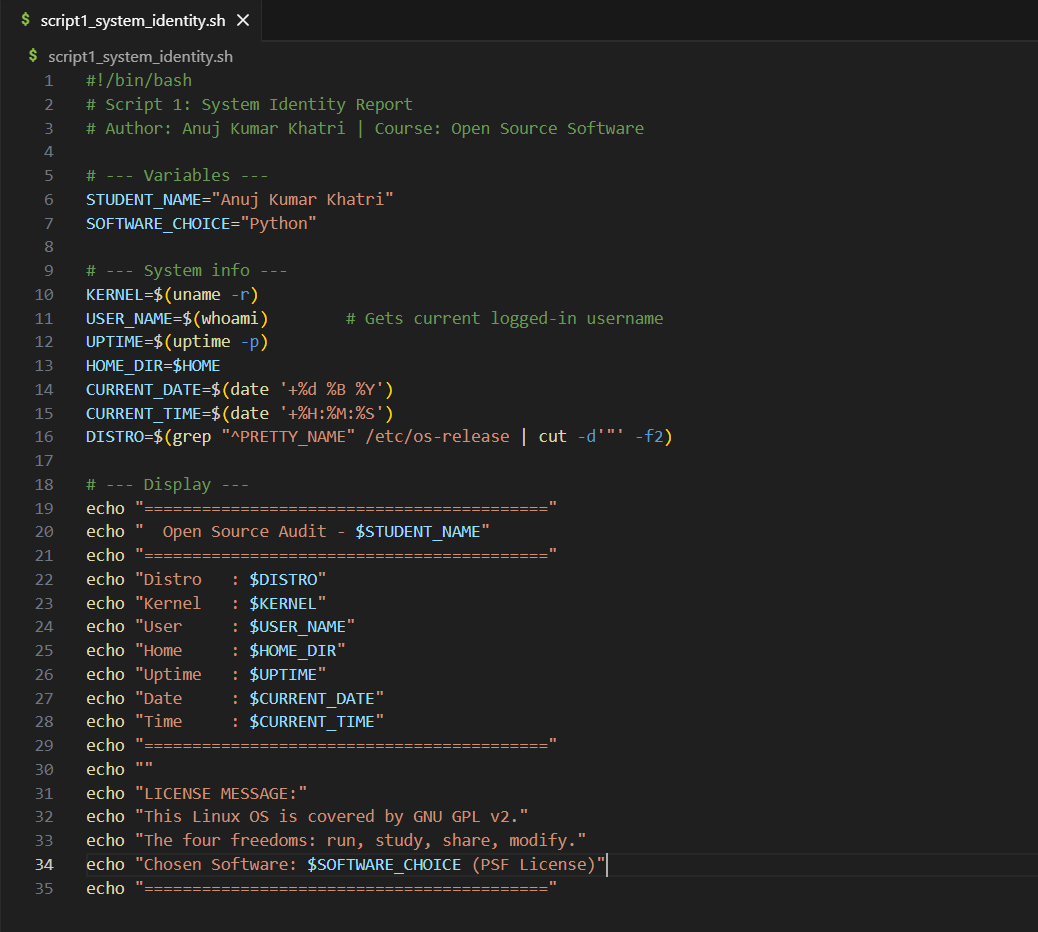 $ script1_system_identity.sh ×
$ script1_system_identity.sh
1 #!/bin/bash
2 # Script 1: System Identity Report
3 # Author: Anuj Kumar Khatri | Course: Open Source Software
4
5 # --- Variables ---
6 STUDENT_NAME="Anuj Kumar Khatri"
7 SOFTWARE_CHOICE="Python"
8
9 # --- System info ---
10 KERNEL=$(uname -r)
11 USER_NAME=$(whoami)        # Gets current logged-in username
12 UPTIME=$(uptime -p)
13 HOME_DIR=$HOME
14 CURRENT_DATE=$(date '+%d %B %Y')
15 CURRENT_TIME=$(date '+%H:%M:%S')
16 DISTRO=$(grep "^PRETTY_NAME" /etc/os-release | cut -d'"' -f2)
17
18 # --- Display ---
19 echo "=========================================="
20 echo "  Open Source Audit - $STUDENT_NAME"
21 echo "=========================================="
22 echo "Distro   : $DISTRO"
23 echo "Kernel   : $KERNEL"
24 echo "User     : $USER_NAME"
25 echo "Home     : $HOME_DIR"
26 echo "Uptime   : $UPTIME"
27 echo "Date     : $CURRENT_DATE"
28 echo "Time     : $CURRENT_TIME"
29 echo "=========================================="
30 echo ""
31 echo "LICENSE MESSAGE:"
32 echo "This Linux OS is covered by GNU GPL v2."
33 echo "The four freedoms: run, study, share, modify."
34 echo "Chosen Software: $SOFTWARE_CHOICE (PSF License)"
35 echo "=========================================="